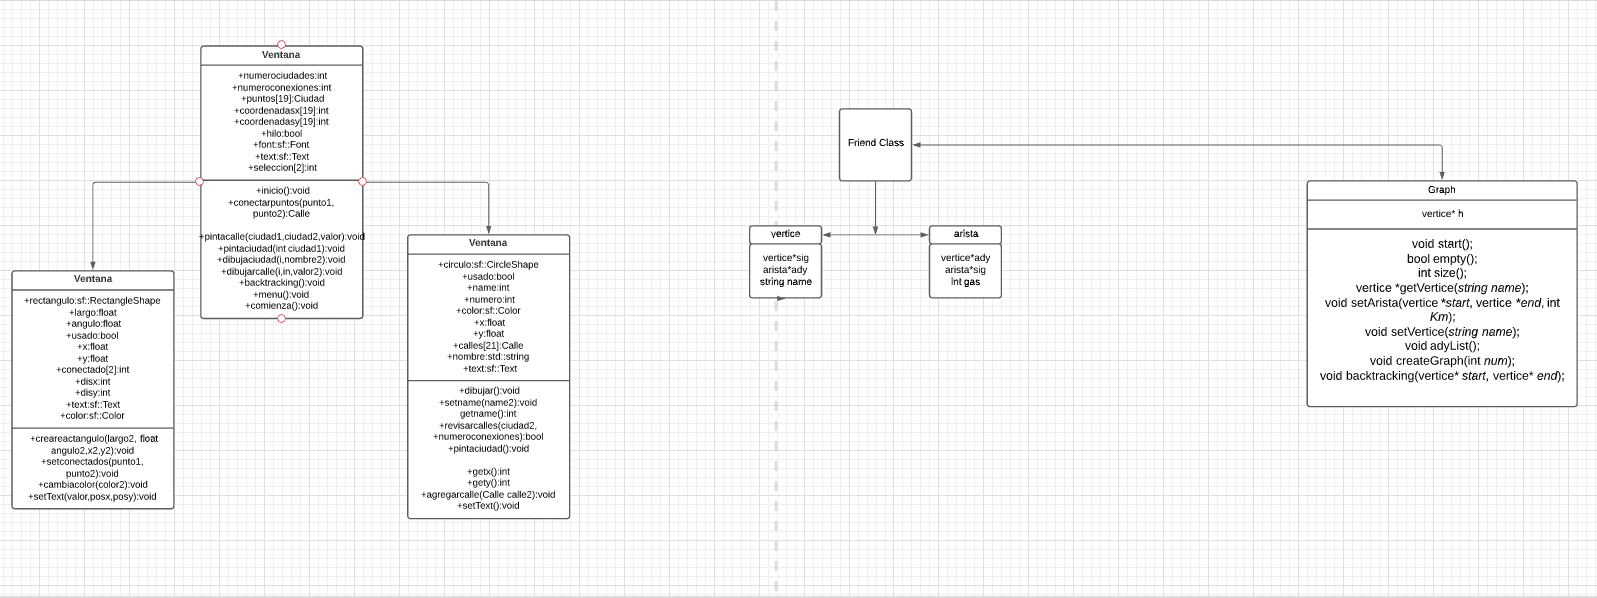 Ventana
+numerociudades:int
+numeroconexiones:int
+puntos[19]:Ciudad
+coordenadasx[19]:int
+coordenadasy[19]:int
+hilo:bool
+font:sf::Font
+text:sf::Text
+seleccion[2]:int
+inicio():void
+conectarpuntos(punto1,
punto2):Calle
+pintacalle(ciudad1,ciudad2,valor):void
+pintaciudad(int ciudad1):void
+dibujaciudad(i,nombre2):void
+dibujarcalle(i,in,valor2):void
+backtracking():void
+menu():void
+comienza():void
Ventana
+rectangulo:sf::RectangleShape
+largo:float
+angulo:float
+usado:bool
+x:float
+y:float
+conectado[2]:int
+disx:int
+disy:int
+text:sf::Text
+color:sf::Color
+creareactangulo(largo2, float
angulo2,x2,y2):void
+setconectados(punto1,
punto2):void
+cambiacolor(color2):void
+setText(valor,posx,posy):void
Ventana
+circulo:sf::CircleShape
+usado:bool
+name:int
+numero:int
+color:sf::Color
+x:float
+y:float
+calles[21]:Calle
+nombre:std::string
+text:sf::Text
+dibujar():void
+setname(name2):void
getname():int
+revisarcalles(ciudad2,
+numeroconexiones):bool
+pintaciudad():void
+getx():int
+gety():int
+agregarcalle(Calle calle2):void
+setText():void
Friend Class
vertice
vertice*sig
arista*ady
string name
arista
vertice*ady
arista*sig
int gas
Graph
vertice* h
void start();
bool empty();
int size();
vertice *getVertice(string name);
void setArista(vertice *start, vertice *end, int
Km);
void setVertice(string name);
void adyList();
void createGraph(int num);
void backtracking(vertice* start, vertice* end);